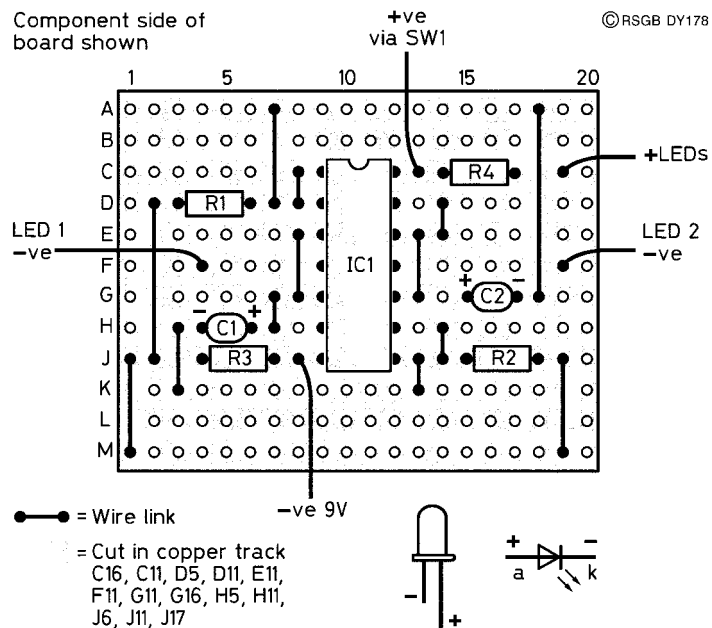 Component side of
board shown
+ve
via SW1
© RSGB DY178
1 5 10 15 20
A
B
C
D
E
F
G
H
J
K
L
M
R4
+LEDs
R1
LED 1
–ve
IC1
LED 2
–ve
+ C2 –
– C1 +
R3
R2
–ve 9V
= Wire link
= Cut in copper track
C16, C11, D5, D11, E11,
F11, G11, G16, H5, H11,
J6, J11, J17
– +
+ –
a k